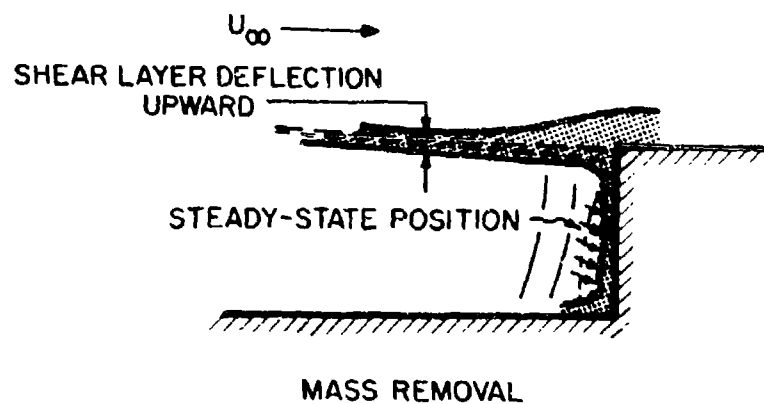 U∞
SHEAR LAYER DEFLECTION
UPWARD
STEADY-STATE POSITION
MASS REMOVAL